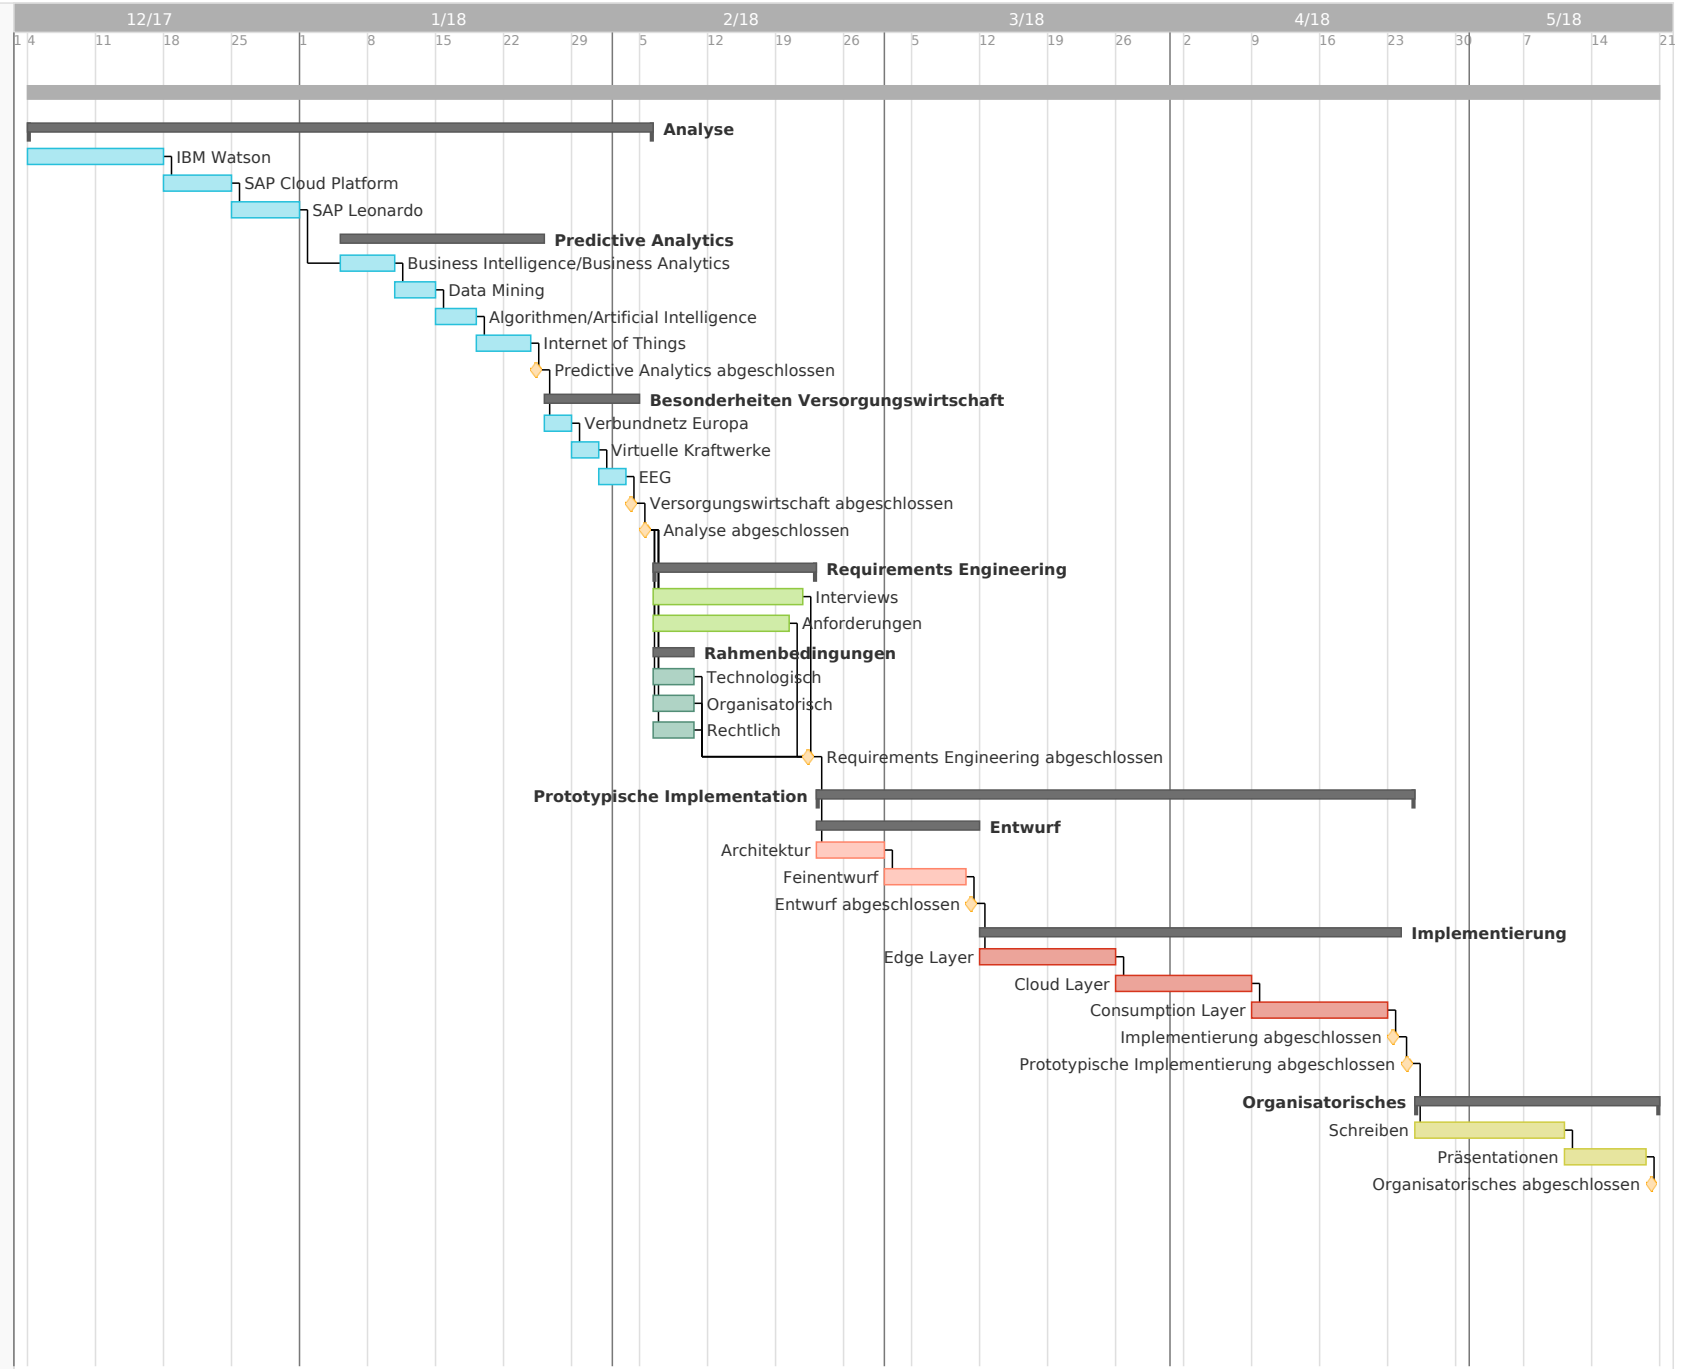 12/17 1/18 2/18 3/18 4/18 5/18
1 4 11 18 25 1 8 15 22 29 5 12 19 26 5 12 19 26 2 9 16 23 30 7 14 21
Analyse
IBM Watson
SAP Cloud Platform
SAP Leonardo
Predictive Analytics
Business Intelligence/Business Analytics
Data Mining
Algorithmen/Artificial Intelligence
Internet of Things
Predictive Analytics abgeschlossen
Besonderheiten Versorgungswirtschaft
Verbundnetz Europa
Virtuelle Kraftwerke
EEG
Versorgungswirtschaft abgeschlossen
Analyse abgeschlossen
Requirements Engineering
Interviews
Anforderungen
Rahmenbedingungen
Technologisch
Organisatorisch
Rechtlich
Requirements Engineering abgeschlossen
Prototypische Implementation
Entwurf
Architektur
Feinentwurf
Entwurf abgeschlossen
Implementierung
Edge Layer
Cloud Layer
Consumption Layer
Implementierung abgeschlossen
Prototypische Implementierung abgeschlossen
Organisatorisches
Schreiben
Präsentationen
Organisatorisches abgeschlossen